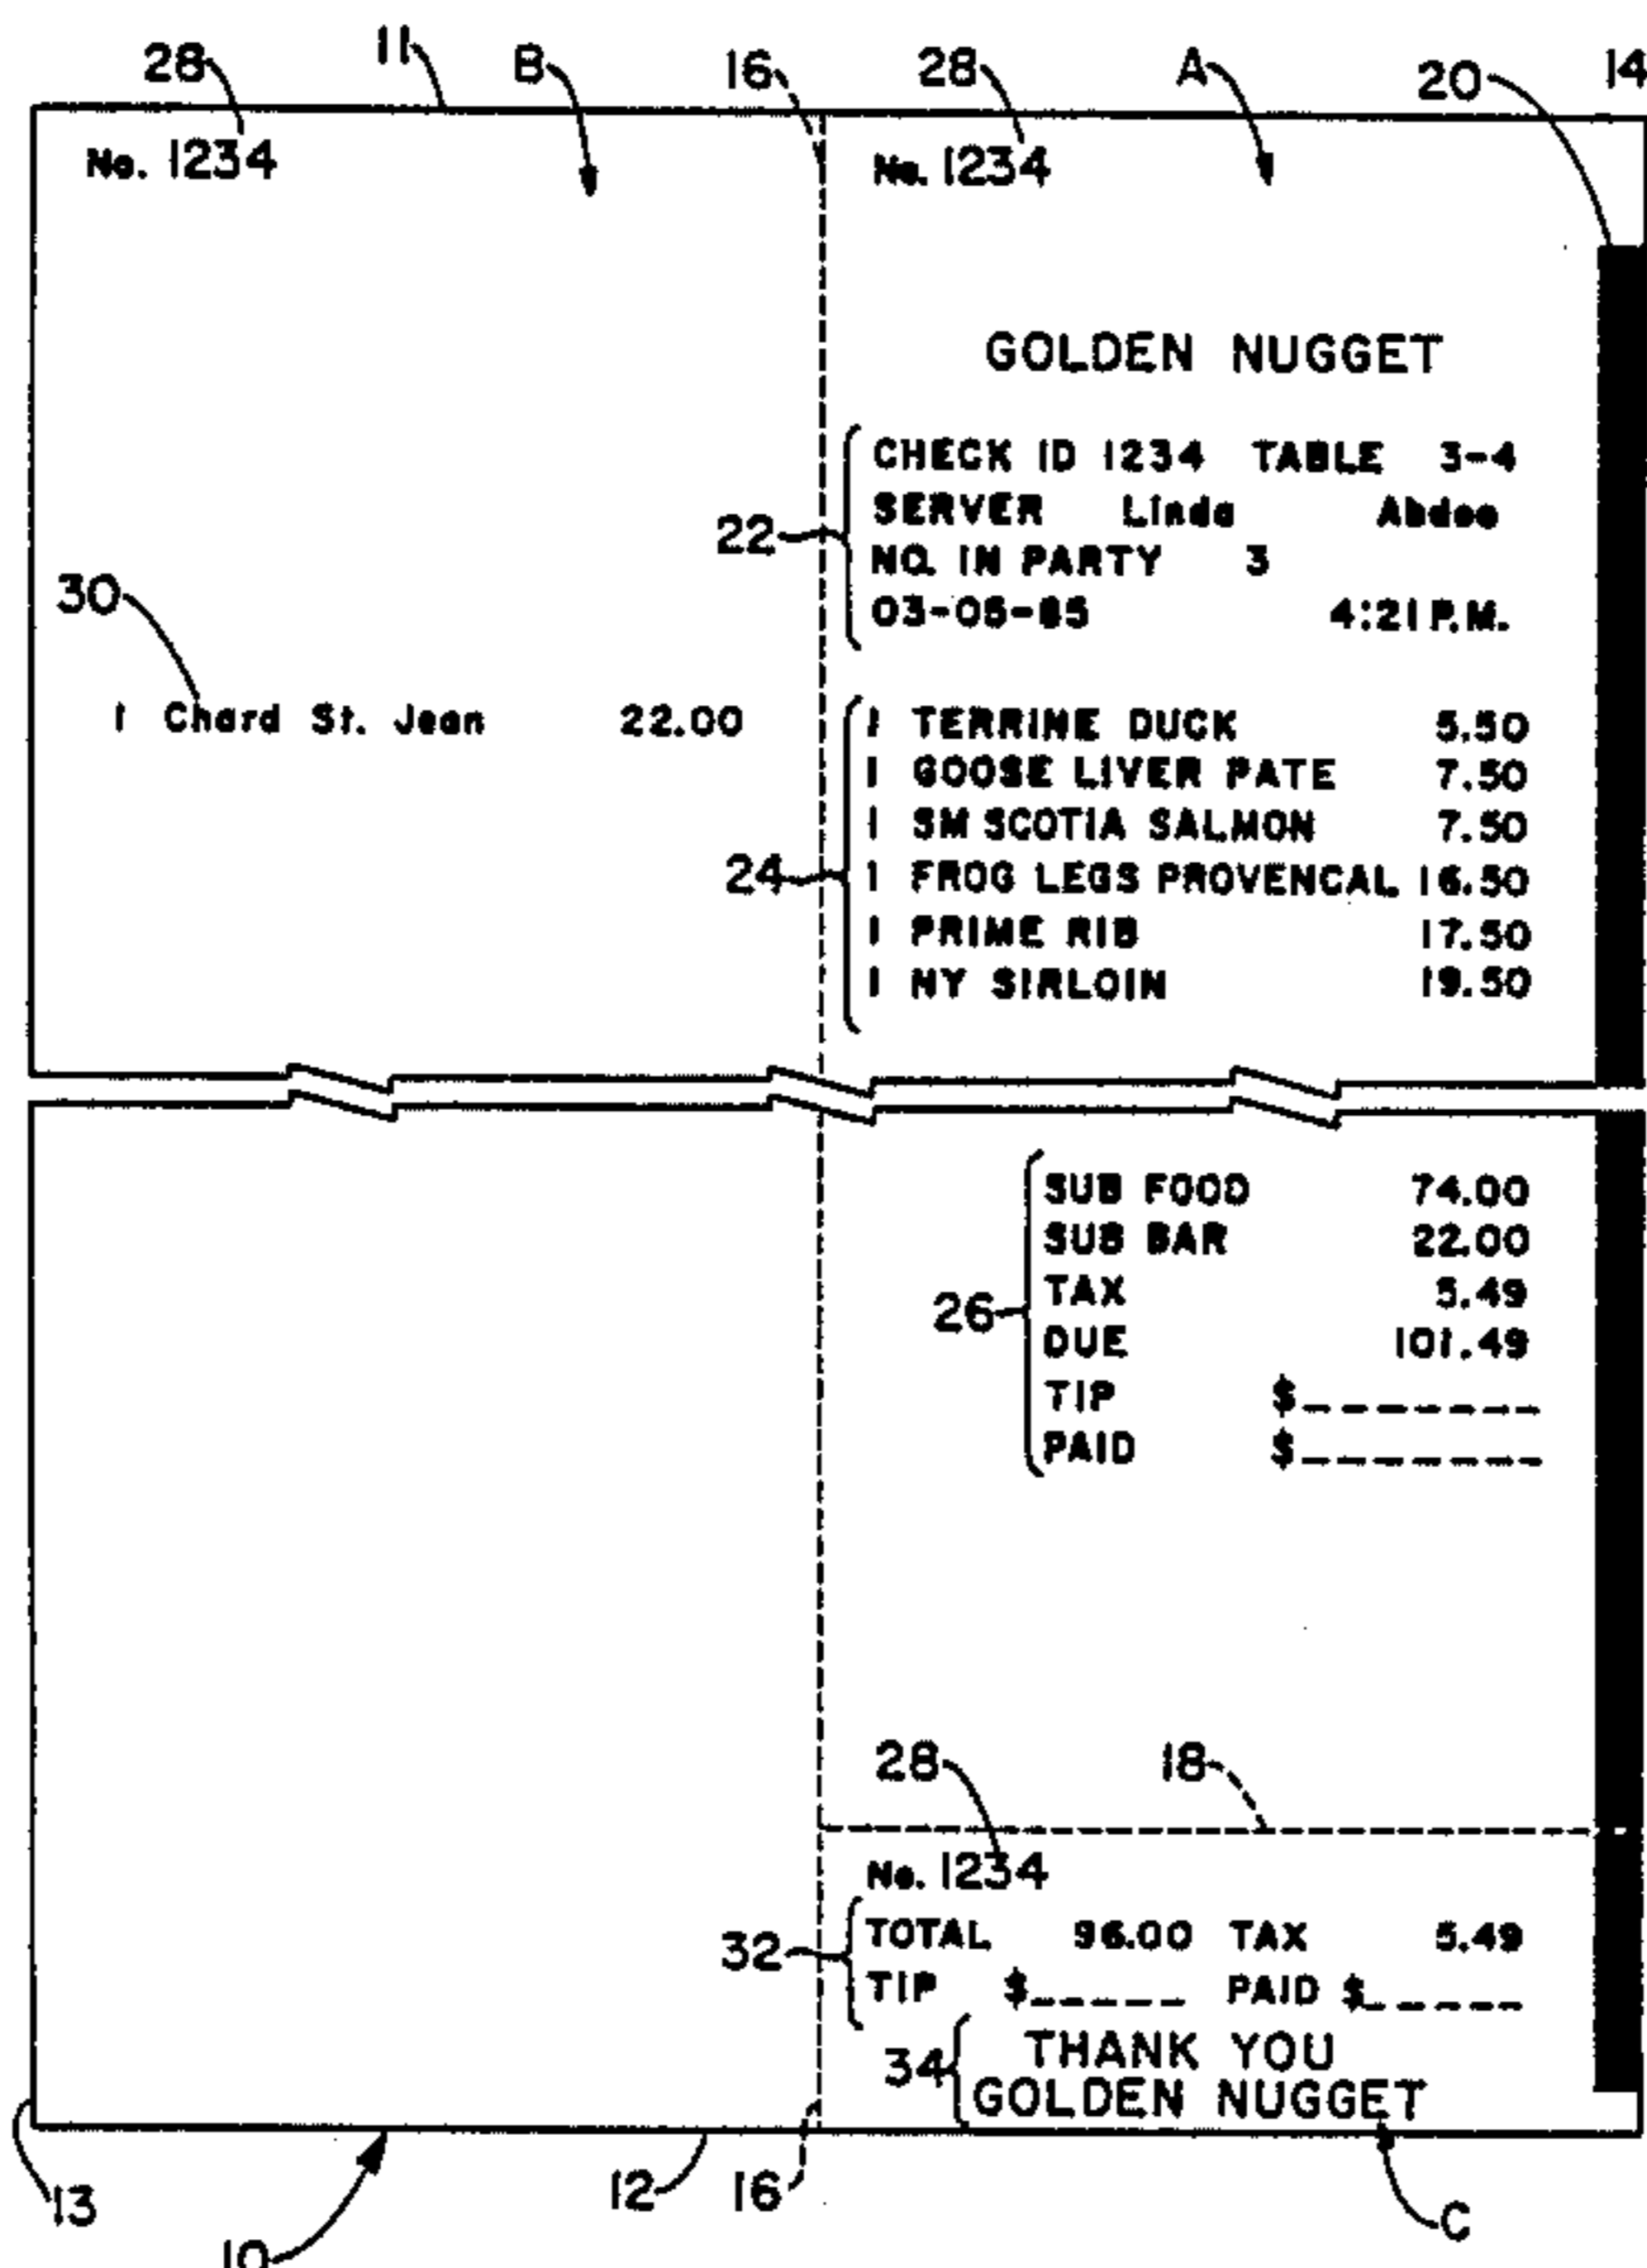 28 11 B 16 28 A 20 14
No. 1234 No. 1234
GOLDEN NUGGET
CHECK ID 1234 TABLE 3-4
22 SERVER Linda Abdoo
NO. IN PARTY 3
30 03-05-85 4:21 P.M.
1 Chard St. Jean 22.00 1 TERRINE DUCK 5.50
1 GOOSE LIVER PATE 7.50
1 SM SCOTIA SALMON 7.50
24 1 FROG LEGS PROVENCAL 16.50
1 PRIME RIB 17.50
1 NY SIRLOIN 19.50
SUB FOOD 74.00
SUB BAR 22.00
26 TAX 5.49
DUE 101.49
TIP $_______
PAID $_______
28 18
No. 1234
32 TOTAL 96.00 TAX 5.49
TIP $_____ PAID $_____
34 THANK YOU
GOLDEN NUGGET
13 10 12 16 C